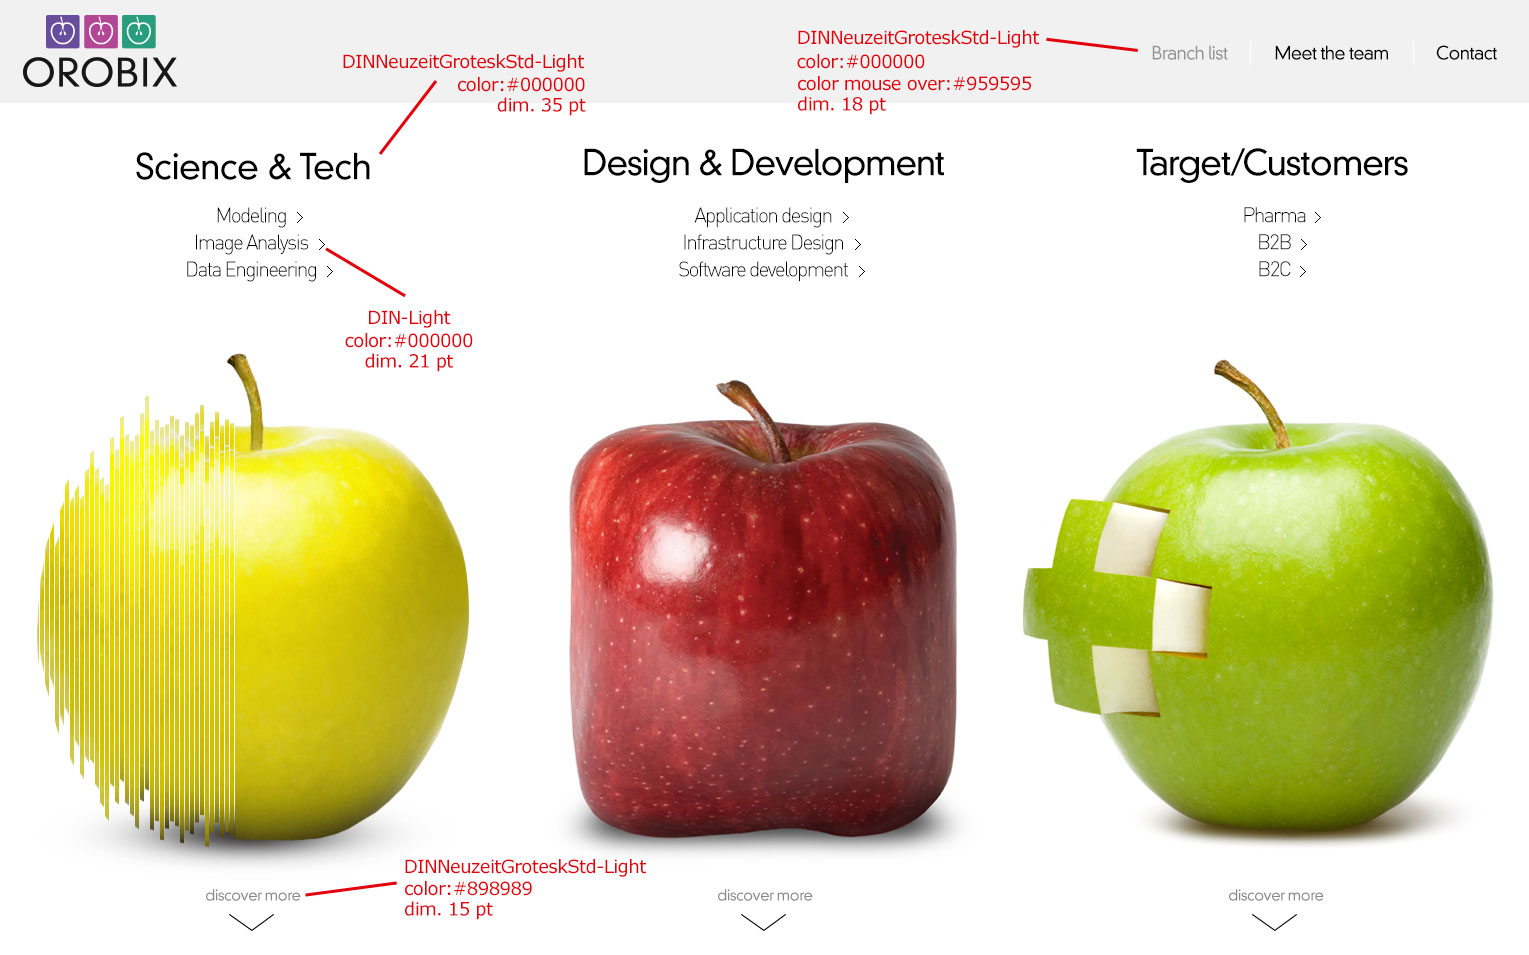 OROBIX
DINNeuzeitGroteskStd-Light
color:#000000
dim. 35 pt
DINNeuzeitGroteskStd-Light
color:#000000
color mouse over:#959595
dim. 18 pt
Branch list
Meet the team
Contact
Science & Tech
Modeling >
Image Analysis >
Data Engineering >
DIN-Light
color:#000000
dim. 21 pt
Design & Development
Application design >
Infrastructure Design >
Software development >
Target/Customers
Pharma >
B2B >
B2C >
discover more
DINNeuzeitGroteskStd-Light
color:#898989
dim. 15 pt
discover more
discover more